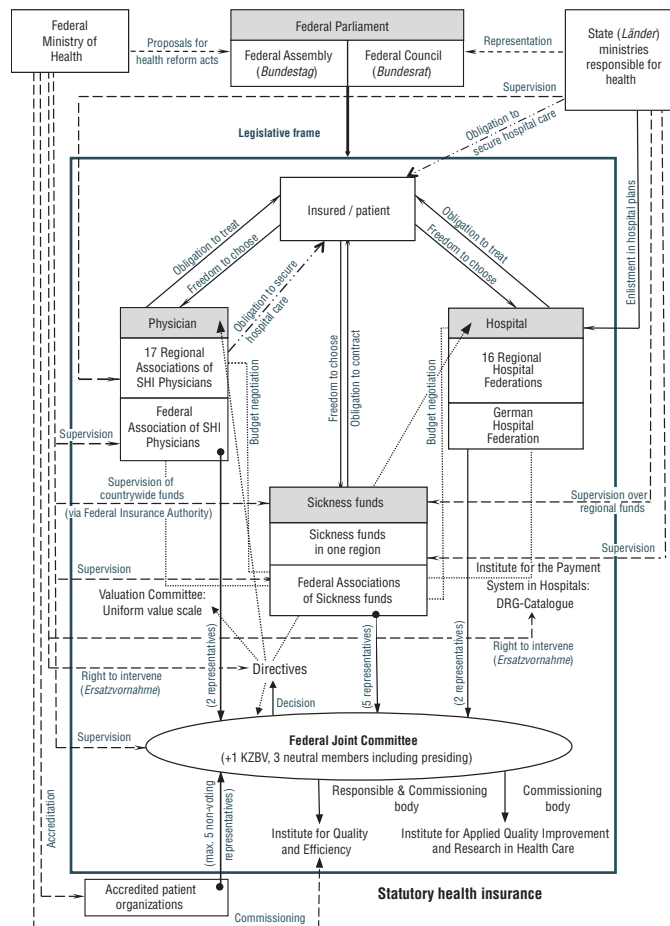 Federal
Ministry of
Health
Proposals for
health reform acts
Federal Parliament
Federal Assembly
(Bundestag)
Federal Council
(Bundesrat)
Representation
State (Länder)
ministries
responsible for
health
Supervision
Legislative frame
Obligation to
secure hospital care
Insured / patient
Obligation to treat
Freedom to choose
Obligation to secure
hospital care
Obligation to treat
Freedom to choose
Enlistment in hospital plans
Physician
17 Regional
Associations of
SHI Physicians
Federal
Association of SHI
Physicians
Budget negotiation
Freedom to choose
Obligation to contract
Budget negotiation
Hospital
16 Regional
Hospital
Federations
German
Hospital
Federation
Supervision
Supervision of
countrywide funds
(via Federal Insurance Authority)
Sickness funds
Sickness funds
in one region
Federal Associations
of Sickness funds
Supervision over
regional funds
Supervision
Supervision
Valuation Committee:
Uniform value scale
Institute for the Payment
System in Hospitals:
DRG-Catalogue
Right to intervene
(Ersatzvornahme)
(2 representatives)
Directives
Decision
(5 representatives)
(2 representatives)
Right to intervene
(Ersatzvornahme)
Supervision
Federal Joint Committee
(+1 KZBV, 3 neutral members including presiding)
Accreditation
(max. 5 non-voting
representatives)
Responsible & Commissioning
body
Commissioning
body
Institute for Quality
and Efficiency
Institute for Applied Quality Improvement
and Research in Health Care
Accredited patient
organizations
Statutory health insurance
Commissioning